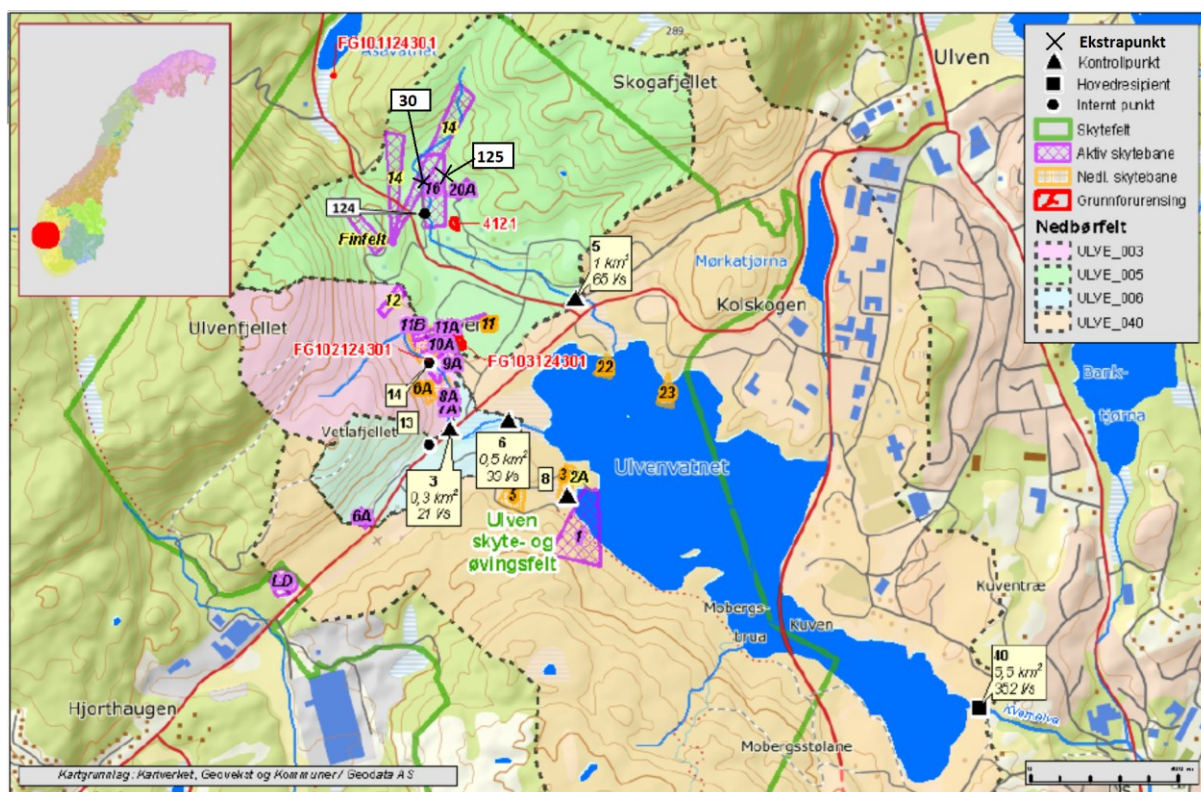 FG101124301
Åsavatnet
289
Skogafjellet
Ulven
30
14
125
14
16
20A
124
4121
Finfelt
5
1 km²
65 l/s
Mørkatjørna
Kolskogen
Ulvenfjellet
12
11B
11A
11
10A
FG102124301
FG103124301
9A
14
6A
8A
7A
22
23
13
Vetlafjellet
6
0,5 km²
33 l/s
3
0,3 km²
21 l/s
8
3
2A
5
Ulvenvatnet
6A
Ulven
skyte- og
øvingsfelt
1
LD
Bank-
tjørna
Kuventræ
Mobergs-
Kuven
40
5,5 km²
352 l/s
Hjorthaugen
Mobergsstølane
Kartgrunnlag: Kartverket, Geovekst og Kommuner / Geodata AS
Ekstrapunkt
Kontrollpunkt
Hovedresipient
Internt punkt
Skytefelt
Aktiv skytebane
Nedl. skytebane
Grunnforurensing
Nedbørfelt
ULVE_003
ULVE_005
ULVE_006
ULVE_040